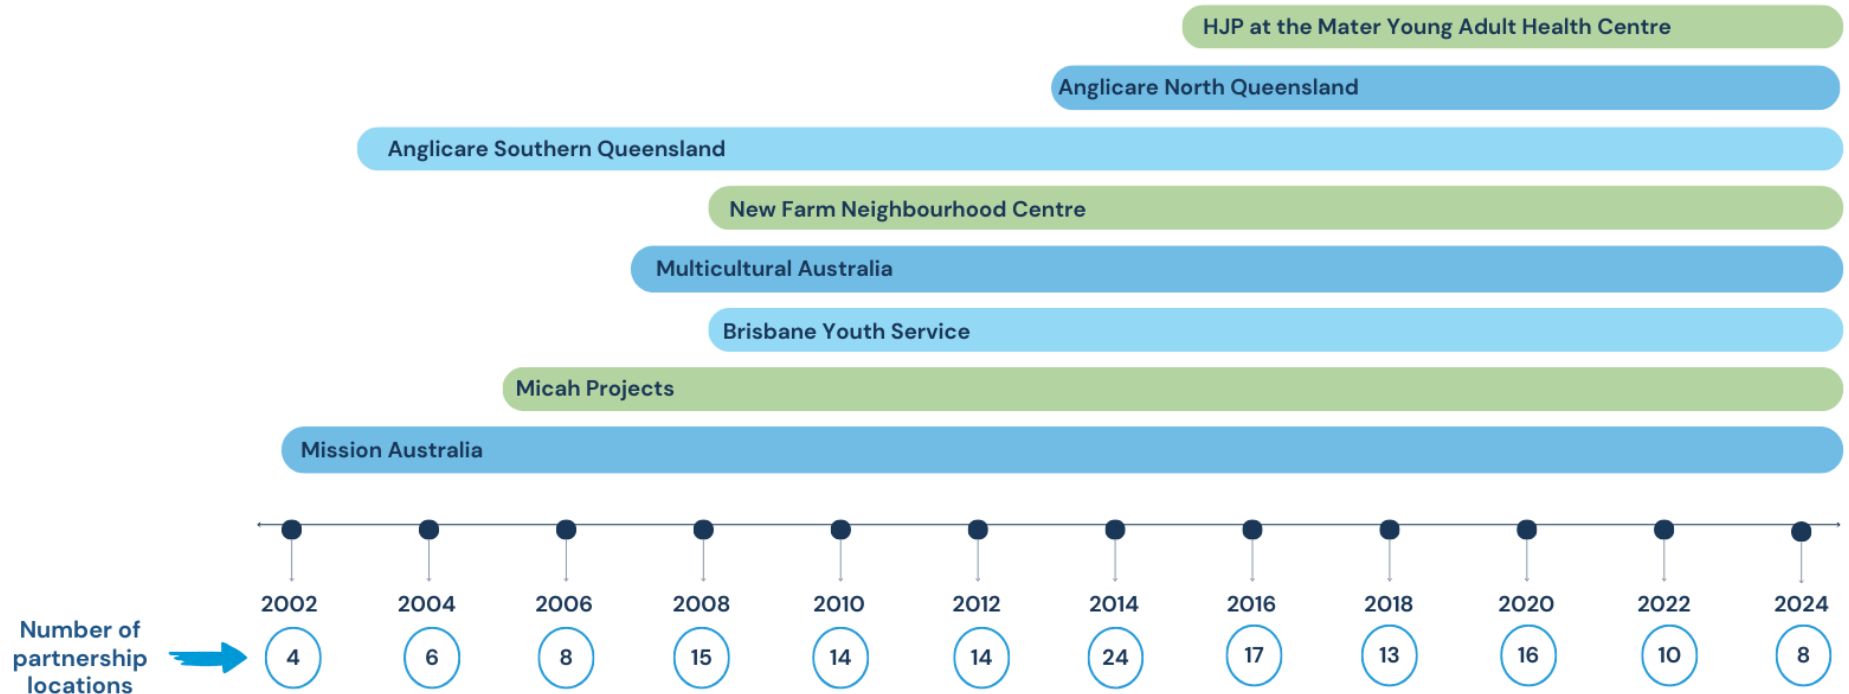 HJP at the Mater Young Adult Health Centre
Anglicare North Queensland
Anglicare Southern Queensland
New Farm Neighbourhood Centre
Multicultural Australia
Brisbane Youth Service
Micah Projects
Mission Australia
2002 2004 2006 2008 2010 2012 2014 2016 2018 2020 2022 2024
Number of
partnership
locations
4 6 8 15 14 14 24 17 13 16 10 8